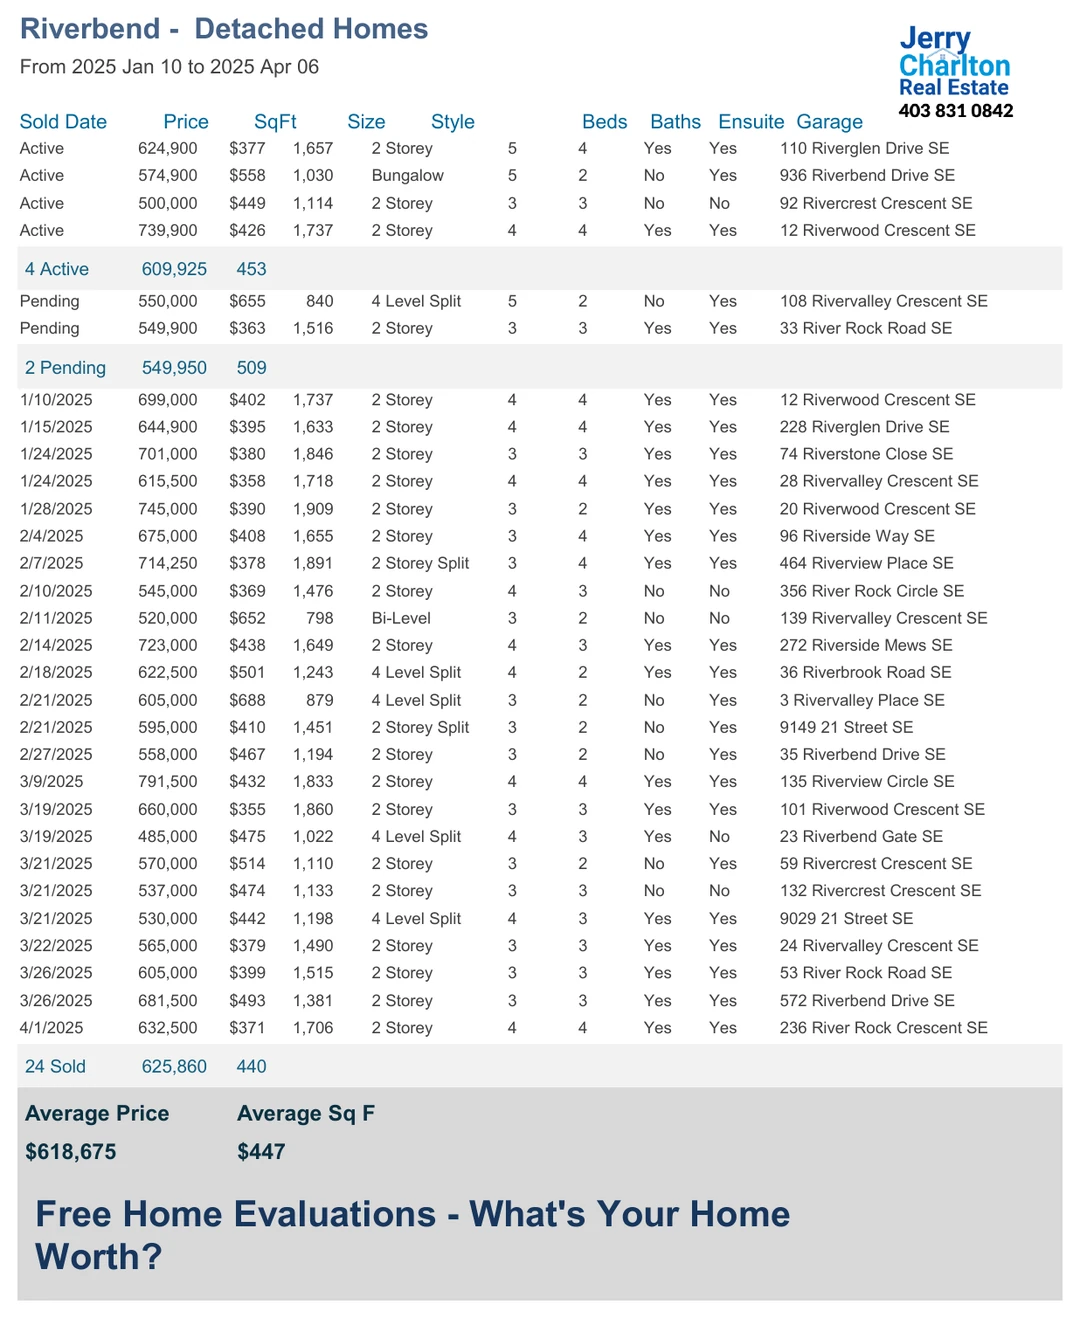 Riverbend - Detached Homes
From 2025 Jan 10 to 2025 Apr 06
Jerry
Charlton
Real Estate
403 831 0842
Sold Date Price SqFt Size Style Beds Baths Ensuite Garage
Active 624,900 $377 1,657 2 Storey 5 4 Yes Yes 110 Riverglen Drive SE
Active 574,900 $558 1,030 Bungalow 5 2 No Yes 936 Riverbend Drive SE
Active 500,000 $449 1,114 2 Storey 3 3 No No 92 Rivercrest Crescent SE
Active 739,900 $426 1,737 2 Storey 4 4 Yes Yes 12 Riverwood Crescent SE
4 Active 609,925 453
Pending 550,000 $655 840 4 Level Split 5 2 No Yes 108 Rivervalley Crescent SE
Pending 549,900 $363 1,516 2 Storey 3 3 Yes Yes 33 River Rock Road SE
2 Pending 549,950 509
1/10/2025 699,000 $402 1,737 2 Storey 4 4 Yes Yes 12 Riverwood Crescent SE
1/15/2025 644,900 $395 1,633 2 Storey 4 4 Yes Yes 228 Riverglen Drive SE
1/24/2025 701,000 $380 1,846 2 Storey 3 3 Yes Yes 74 Riverstone Close SE
1/24/2025 615,500 $358 1,718 2 Storey 4 4 Yes Yes 28 Rivervalley Crescent SE
1/28/2025 745,000 $390 1,909 2 Storey 3 2 Yes Yes 20 Riverwood Crescent SE
2/4/2025 675,000 $408 1,655 2 Storey 3 4 Yes Yes 96 Riverside Way SE
2/7/2025 714,250 $378 1,891 2 Storey Split 3 4 Yes Yes 464 Riverview Place SE
2/10/2025 545,000 $369 1,476 2 Storey 4 3 No No 356 River Rock Circle SE
2/11/2025 520,000 $652 798 Bi-Level 3 2 No No 139 Rivervalley Crescent SE
2/14/2025 723,000 $438 1,649 2 Storey 4 3 Yes Yes 272 Riverside Mews SE
2/18/2025 622,500 $501 1,243 4 Level Split 4 2 Yes Yes 36 Riverbrook Road SE
2/21/2025 605,000 $688 879 4 Level Split 3 2 No Yes 3 Rivervalley Place SE
2/21/2025 595,000 $410 1,451 2 Storey Split 3 2 No Yes 9149 21 Street SE
2/27/2025 558,000 $467 1,194 2 Storey 3 2 No Yes 35 Riverbend Drive SE
3/9/2025 791,500 $432 1,833 2 Storey 4 4 Yes Yes 135 Riverview Circle SE
3/19/2025 660,000 $355 1,860 2 Storey 3 3 Yes Yes 101 Riverwood Crescent SE
3/19/2025 485,000 $475 1,022 4 Level Split 4 3 Yes No 23 Riverbend Gate SE
3/21/2025 570,000 $514 1,110 2 Storey 3 2 No Yes 59 Rivercrest Crescent SE
3/21/2025 537,000 $474 1,133 2 Storey 3 3 No No 132 Rivercrest Crescent SE
3/21/2025 530,000 $442 1,198 4 Level Split 4 3 Yes Yes 9029 21 Street SE
3/22/2025 565,000 $379 1,490 2 Storey 3 3 Yes Yes 24 Rivervalley Crescent SE
3/26/2025 605,000 $399 1,515 2 Storey 3 3 Yes Yes 53 River Rock Road SE
3/26/2025 681,500 $493 1,381 2 Storey 3 3 Yes Yes 572 Riverbend Drive SE
4/1/2025 632,500 $371 1,706 2 Storey 4 4 Yes Yes 236 River Rock Crescent SE
24 Sold 625,860 440
Average Price Average Sq F
$618,675 $447
Free Home Evaluations - What's Your Home
Worth?